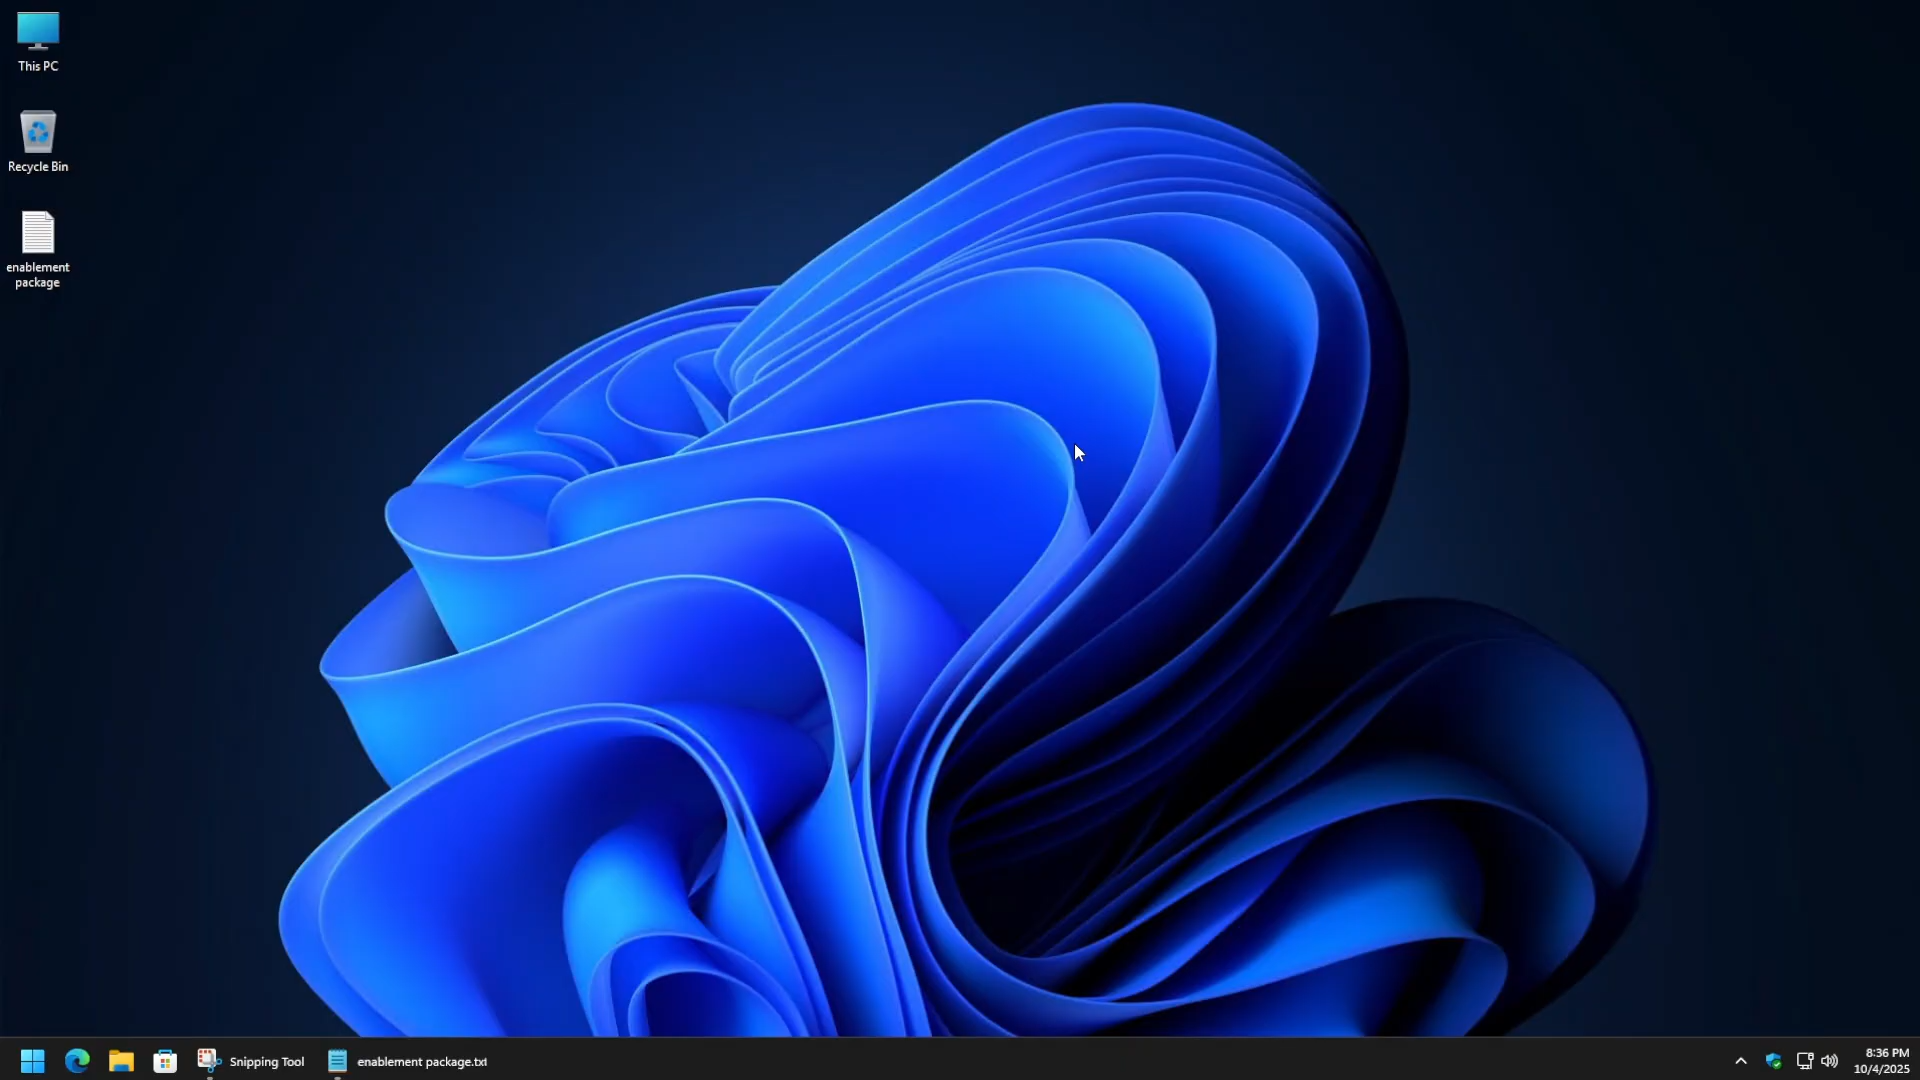 This PC
Recycle Bin
enablement
package
Snipping Tool
enablement package.txt
8:36 PM
10/4/2025